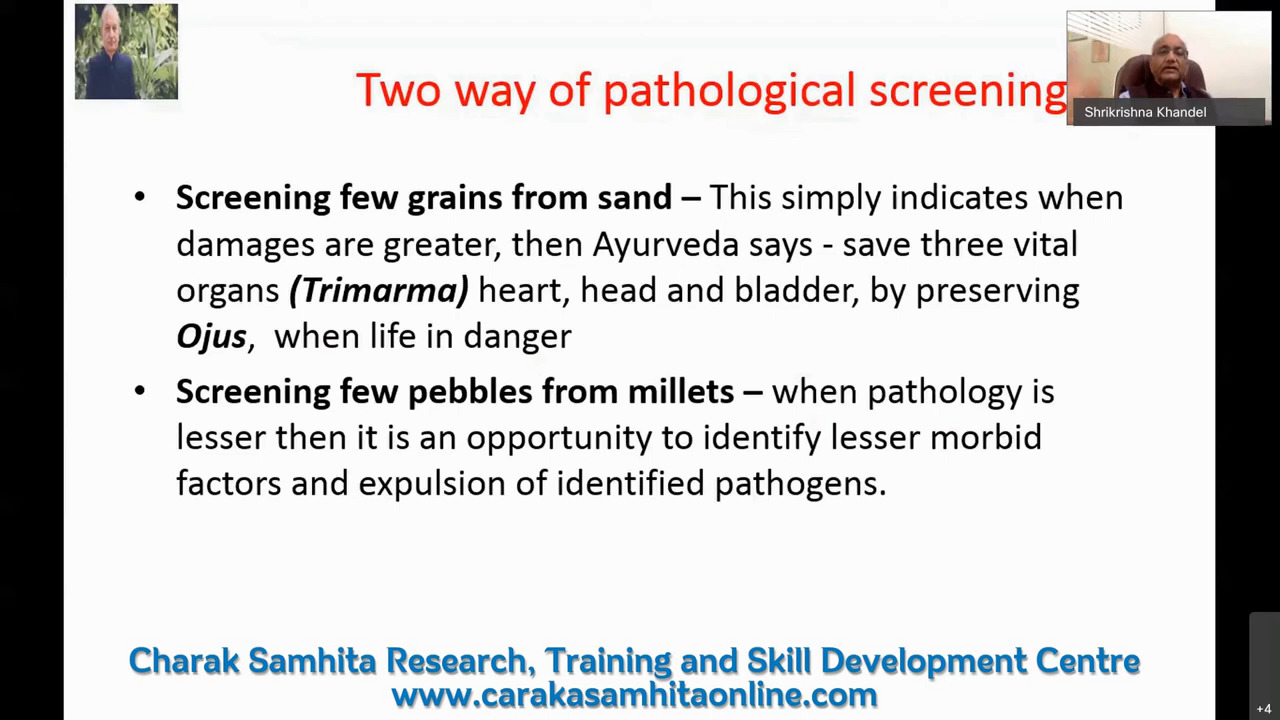 Two way of pathological screening
Shrikrishna Khandel
• Screening few grains from sand – This simply indicates when
damages are greater, then Ayurveda says - save three vital
organs (Trimarma) heart, head and bladder, by preserving
Ojus, when life in danger
• Screening few pebbles from millets – when pathology is
lesser then it is an opportunity to identify lesser morbid
factors and expulsion of identified pathogens.
Charak Samhita Research, Training and Skill Development Centre
www.carakasamhitaonline.com
+4